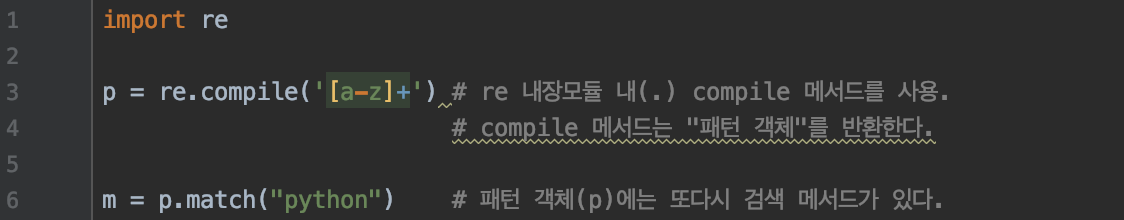 1 import re
2
3 p = re.compile('[a-z]+') # re 내장모듈 내(.) compile 메서드를 사용.
4 # compile 메서드는 "패턴 객체"를 반환한다.
5
6 m = p.match("python") # 패턴 객체(p)에는 또다시 검색 메서드가 있다.